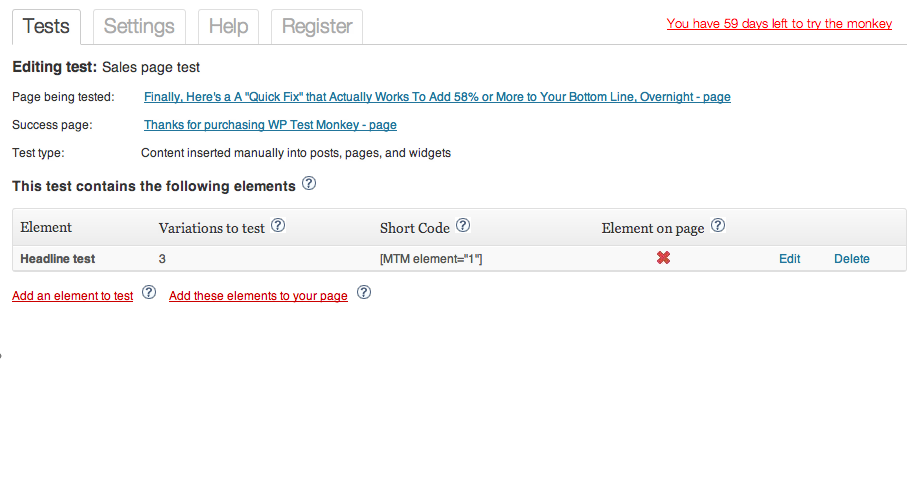 Tests Settings Help Register
You have 59 days left to try the monkey
Editing test: Sales page test
Page being tested: Finally, Here's a A "Quick Fix" that Actually Works To Add 58% or More to Your Bottom Line, Overnight - page
Success page: Thanks for purchasing WP Test Monkey - page
Test type: Content inserted manually into posts, pages, and widgets
This test contains the following elements ?
Element Variations to test ? Short Code ? Element on page ?
Headline test 3 [MTM element="1"] Edit Delete
Add an element to test ? Add these elements to your page ?